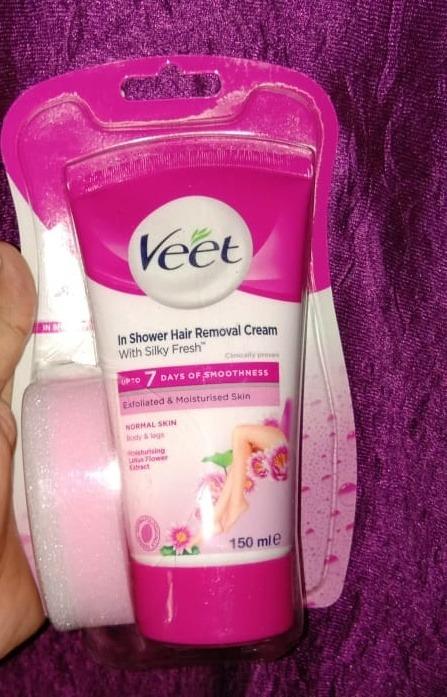 Veet
In Shower Hair Removal Cream
With Silky Fresh™
Clinically proven
UP TO 7 DAYS OF SMOOTHNESS
Exfoliated & Moisturised Skin
NORMAL SKIN
Body & legs
Moisturising
Lotus Flower
Extract
150 ml e